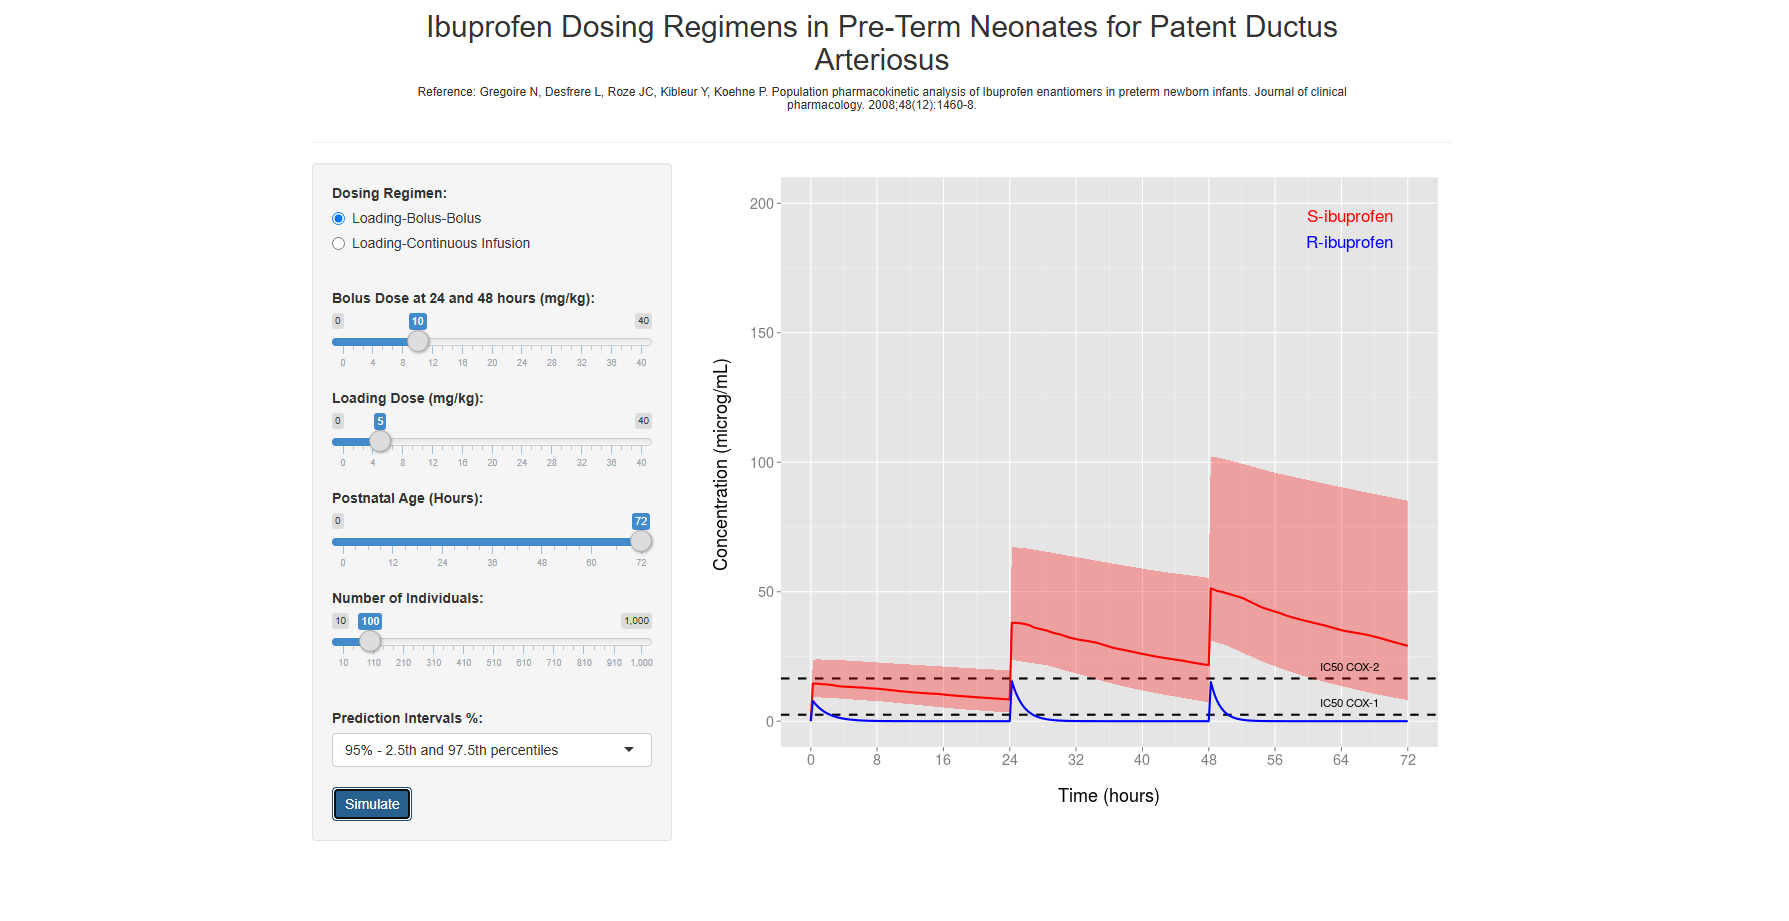 Ibuprofen Dosing Regimens in Pre-Term Neonates for Patent Ductus
Arteriosus
Reference: Gregoire N, Desfrere L, Roze JC, Kibleur Y, Koehne P. Population pharmacokinetic analysis of Ibuprofen enantiomers in preterm newborn infants. Journal of clinical
pharmacology. 2008;48(12):1460-8.
Dosing Regimen:
Loading-Bolus-Bolus
Loading-Continuous Infusion
Bolus Dose at 24 and 48 hours (mg/kg):
0 10 40
0 4 8 12 16 20 24 28 32 36 40
Loading Dose (mg/kg):
0 5 40
0 4 8 12 16 20 24 28 32 36 40
Postnatal Age (Hours):
0 72
0 12 24 36 48 60 72
Number of Individuals:
10 100 1,000
10 110 210 310 410 510 610 710 810 910 1,000
Prediction Intervals %:
95% - 2.5th and 97.5th percentiles
Simulate
Concentration (microg/mL)
200
150
100
50
0
S-ibuprofen
R-ibuprofen
IC50 COX-2
IC50 COX-1
0 8 16 24 32 40 48 56 64 72
Time (hours)